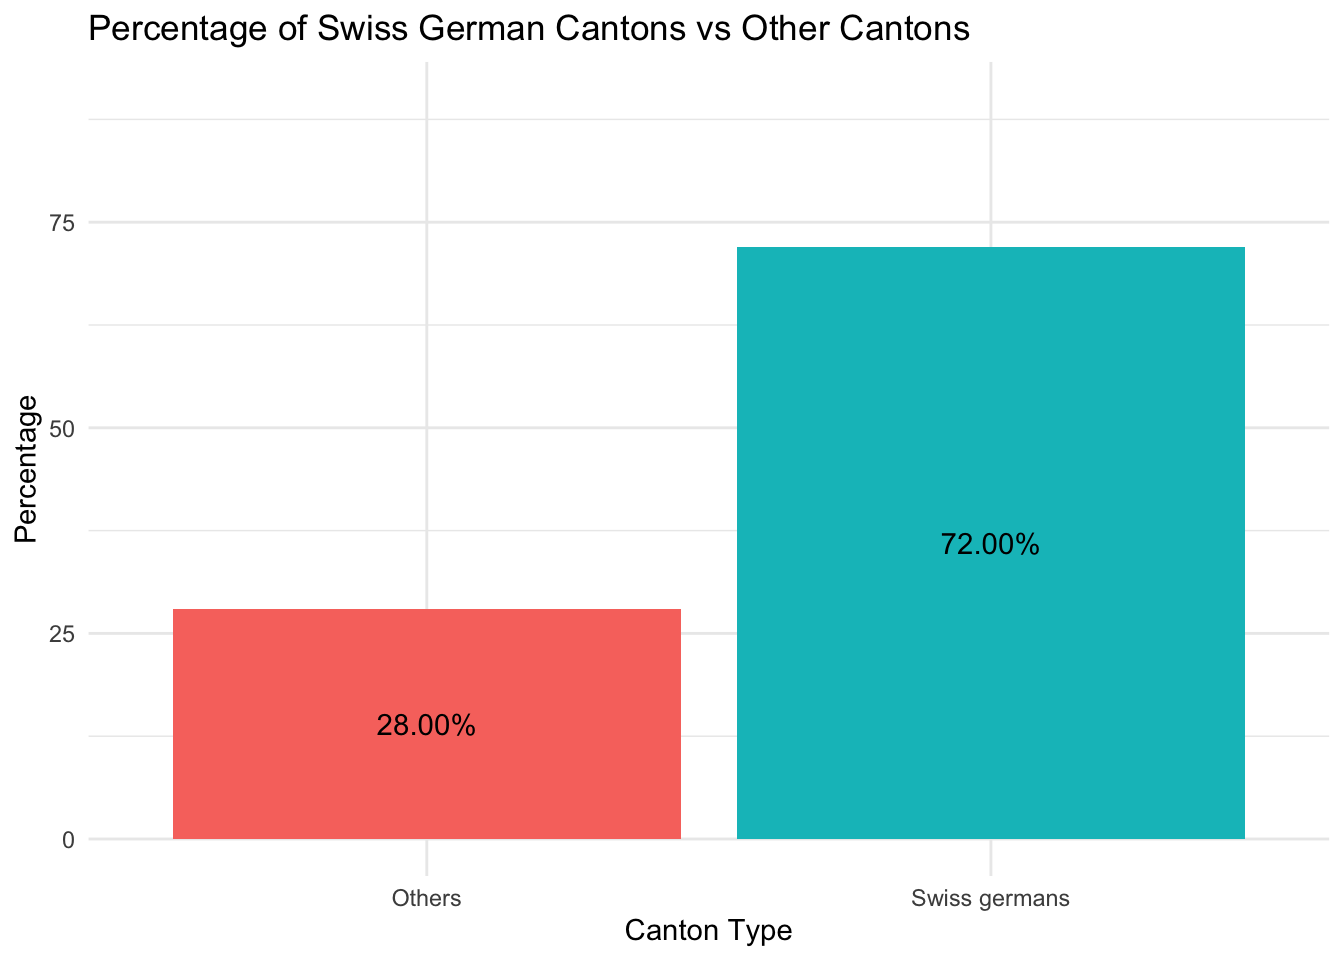 Percentage of Swiss German Cantons vs Other Cantons
Percentage
75
50
25
0
72.00%
28.00%
Others
Swiss germans
Canton Type